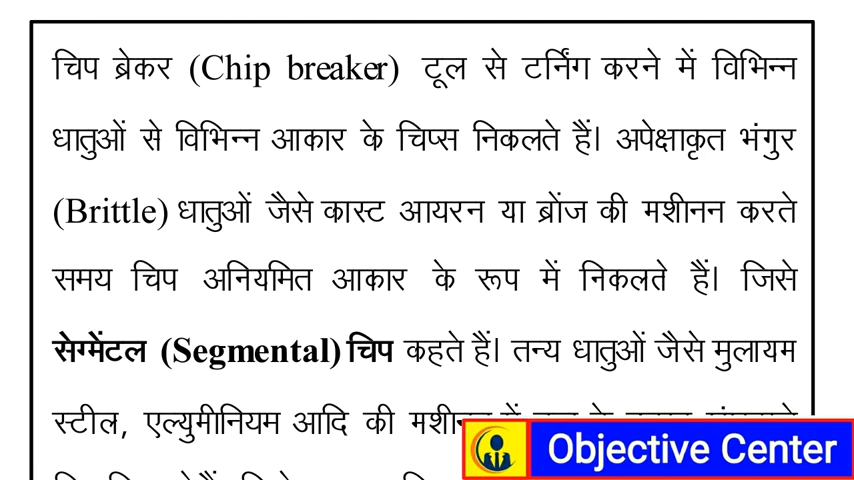 चिप ब्रेकर (Chip breaker) टूल से टर्निंग करने में विभिन्न
धातुओं से विभिन्न आकार के चिप्स निकलते हैं। अपेक्षाकृत भंगुर
(Brittle) धातुओं जैसे कास्ट आयरन या ब्रोंज की मशीनन करते
समय चिप अनियमित आकार के रूप में निकलते हैं। जिसे
सेग्मेंटल (Segmental) चिप कहते हैं। तन्य धातुओं जैसे मुलायम
स्टील, एल्युमीनियम आदि की
Objective Center